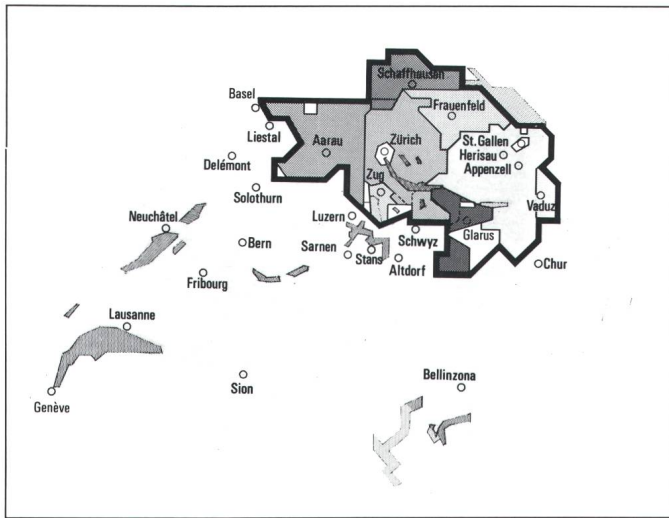 Schaffhausen
Basel
Frauenfeld
Liestal
Aarau
Zürich
St.Gallen
Herisau
Appenzell
Delémont
Zug
Solothurn
Vaduz
Neuchâtel
Luzern
Glarus
Schwyz
Bern
Sarnen
Stans
Altdorf
Chur
Fribourg
Lausanne
Sion
Bellinzona
Genève